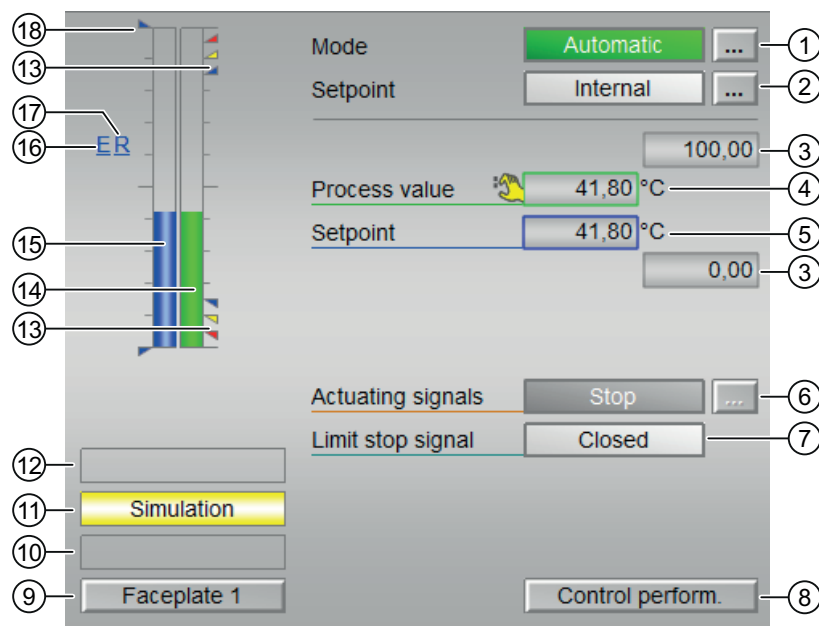 18
13
17
16
E R
15
14
13
12
11
Simulation
10
9
Faceplate 1
Mode
Automatic
...
1
Setpoint
Internal
...
2
100,00
3
Process value
41,80 °C
4
Setpoint
41,80 °C
5
0,00
3
Actuating signals
Stop
...
6
Limit stop signal
Closed
7
Control perform.
8